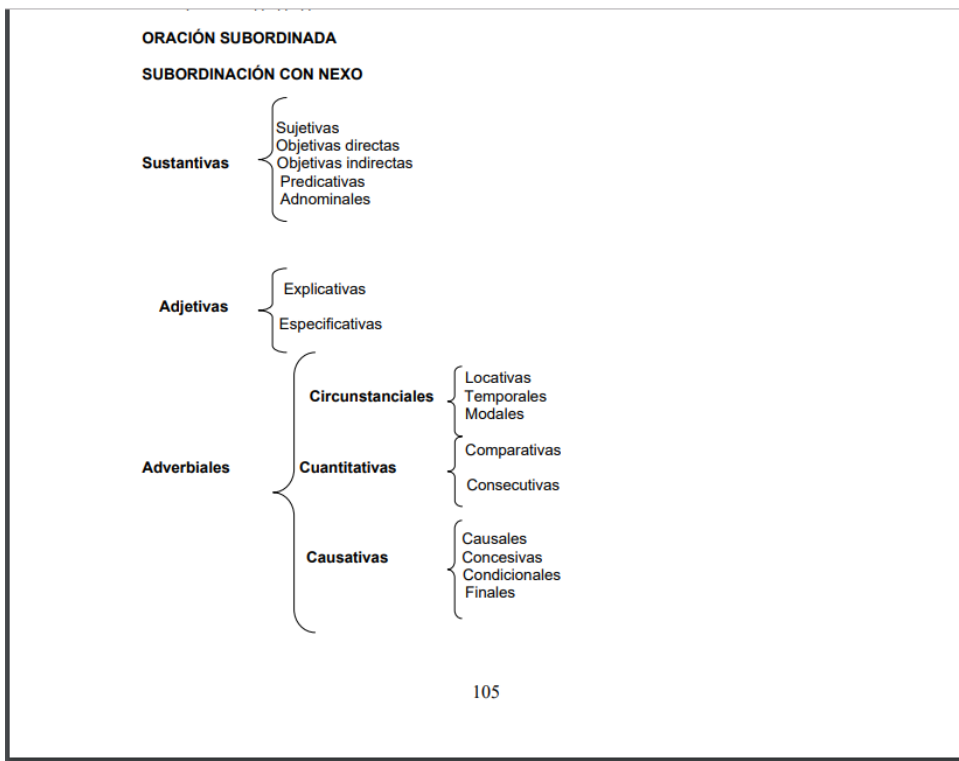 ORACIÓN SUBORDINADA
SUBORDINACIÓN CON NEXO
Sustantivas
Sujetivas
Objetivas directas
Objetivas indirectas
Predicativas
Adnominales
Adjetivas
Explicativas
Especificativas
Adverbiales
Circunstanciales
Locativas
Temporales
Modales
Cuantitativas
Comparativas
Consecutivas
Causativas
Causales
Concesivas
Condicionales
Finales
105